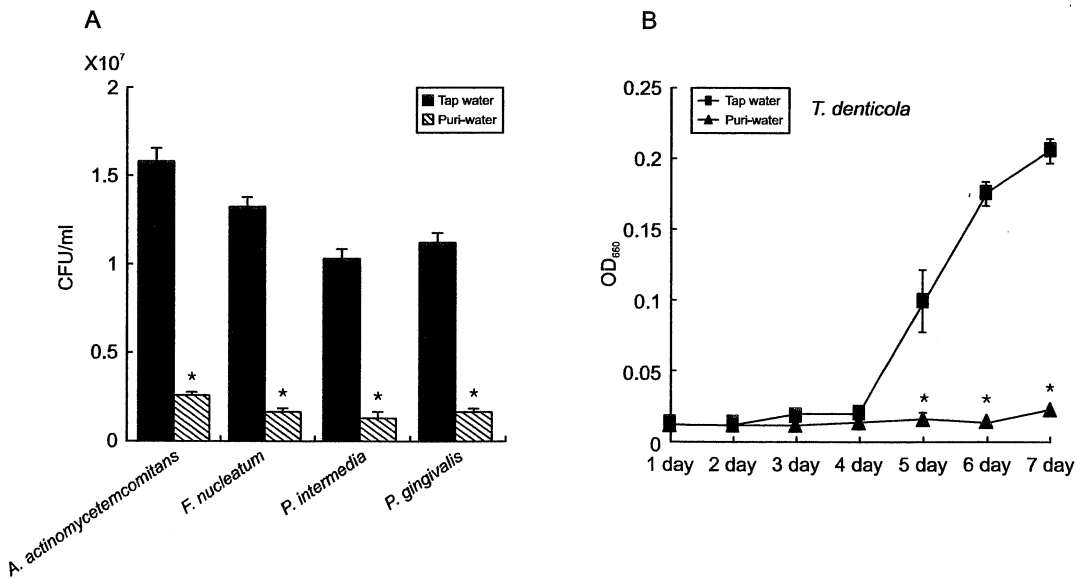 A
X10⁷
2
1.5
1
0.5
0
CFU/ml
Tap water
Puri-water
*
*
*
*
A. actinomycetemcomitans
F. nucleatum
P. intermedia
P. gingivalis
B
0.25
0.2
0.15
0.1
0.05
0
OD₆₆₀
Tap water
Puri-water
T. denticola
*
*
*
1 day 2 day 3 day 4 day 5 day 6 day 7 day